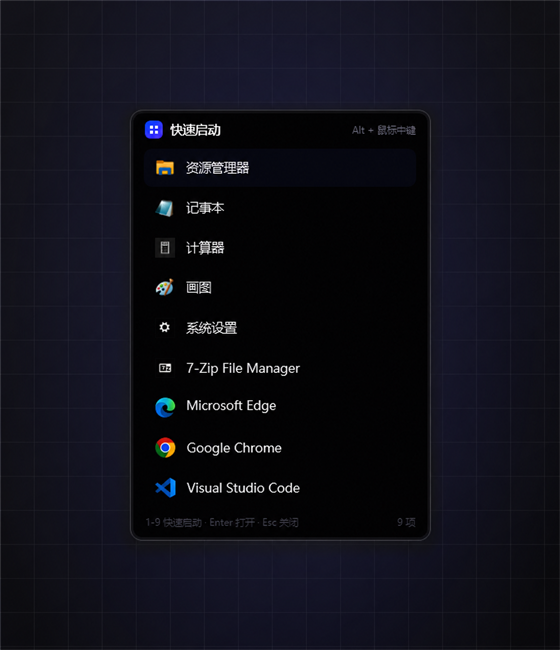 快速启动 Alt + 鼠标中键
资源管理器
记事本
计算器
画图
系统设置
7-Zip File Manager
Microsoft Edge
Google Chrome
Visual Studio Code
1-9 快速启动 · Enter 打开 · Esc 关闭 9 项